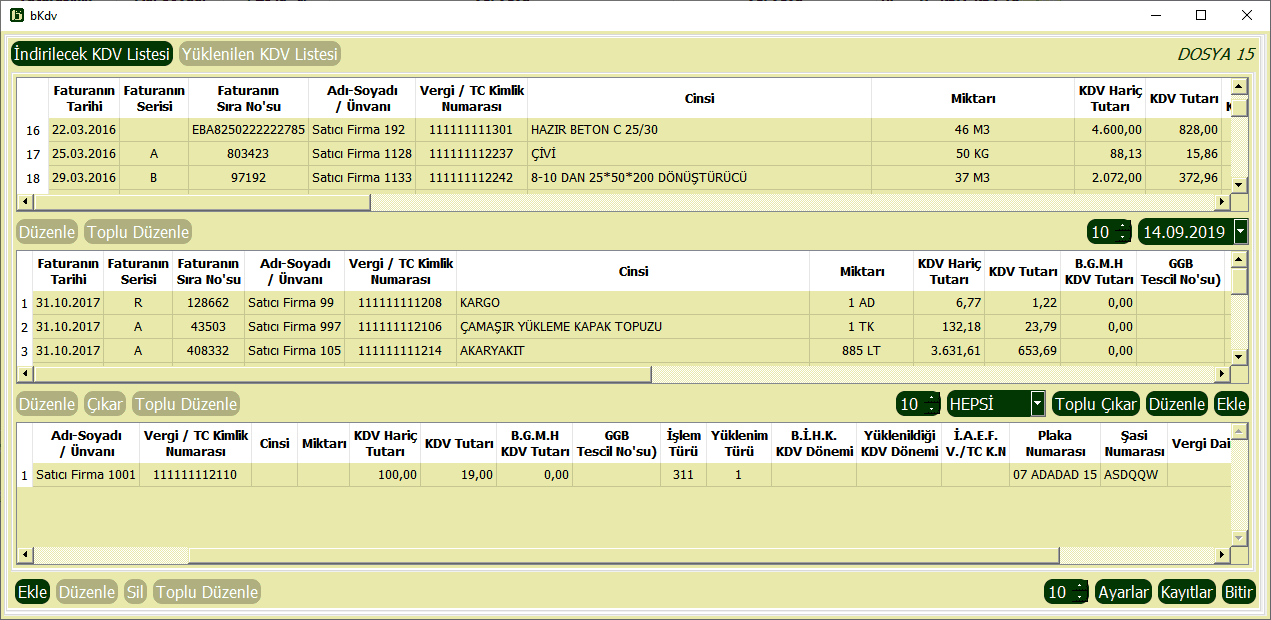 bKdv
İndirilecek KDV Listesi Yüklenilen KDV Listesi DOSYA 15
Faturanın Tarihi Faturanın Serisi Faturanın Sıra No'su Adı-Soyadı / Ünvanı Vergi / TC Kimlik Numarası Cinsi Miktarı KDV Hariç Tutarı KDV Tutarı
16 22.03.2016 EBA8250222222785 Satıcı Firma 192 111111111301 HAZIR BETON C 25/30 46 M3 4.600,00 828,00
17 25.03.2016 A 803423 Satıcı Firma 1128 111111112237 ÇİVİ 50 KG 88,13 15,86
18 29.03.2016 B 97192 Satıcı Firma 1133 111111112242 8-10 DAN 25*50*200 DÖNÜŞTÜRÜCÜ 37 M3 2.072,00 372,96
Düzenle Toplu Düzenle 10 14.09.2019
Faturanın Tarihi Faturanın Serisi Faturanın Sıra No'su Adı-Soyadı / Ünvanı Vergi / TC Kimlik Numarası Cinsi Miktarı KDV Hariç Tutarı KDV Tutarı B.G.M.H KDV Tutarı GGB Tescil No'su)
1 31.10.2017 R 128662 Satıcı Firma 99 111111111208 KARGO 1 AD 6,77 1,22 0,00
2 31.10.2017 A 43503 Satıcı Firma 997 111111112106 ÇAMAŞIR YÜKLEME KAPAK TOPUZU 1 TK 132,18 23,79 0,00
3 31.10.2017 A 408332 Satıcı Firma 105 111111111214 AKARYAKIT 885 LT 3.631,61 653,69 0,00
Düzenle Çıkar Toplu Düzenle 10 HEPSİ Toplu Çıkar Düzenle Ekle
Adı-Soyadı / Ünvanı Vergi / TC Kimlik Numarası Cinsi Miktarı KDV Hariç Tutarı KDV Tutarı B.G.M.H KDV Tutarı GGB Tescil No'su) İşlem Türü Yüklenim Türü B.İ.H.K. KDV Dönemi Yüklenildiği KDV Dönemi İ.A.E.F. V./TC K.N Plaka Numarası Şasi Numarası Vergi Dai
1 Satıcı Firma 1001 111111112110 100,00 19,00 0,00 311 1 07 ADADAD 15 ASDQQW
Ekle Düzenle Sil Toplu Düzenle 10 Ayarlar Kayıtlar Bitir